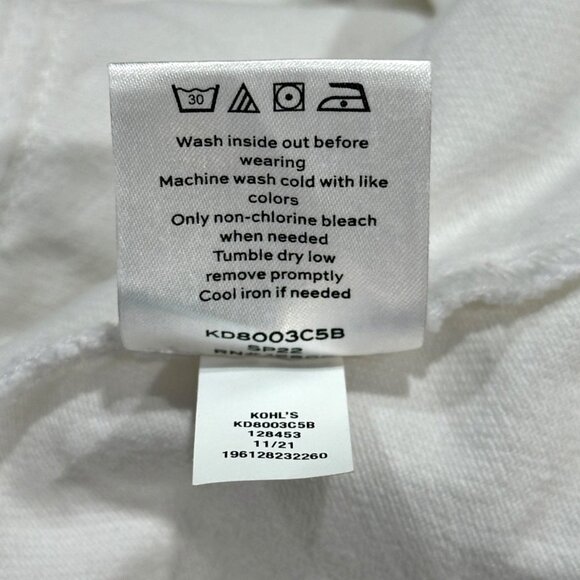 30
Wash inside out before
wearing
Machine wash cold with like
colors
Only non-chlorine bleach
when needed
Tumble dry low
remove promptly
Cool iron if needed
KD8003C5B
SP22
KOHL'S
KD8003C5B
128453
11/21
196128232260